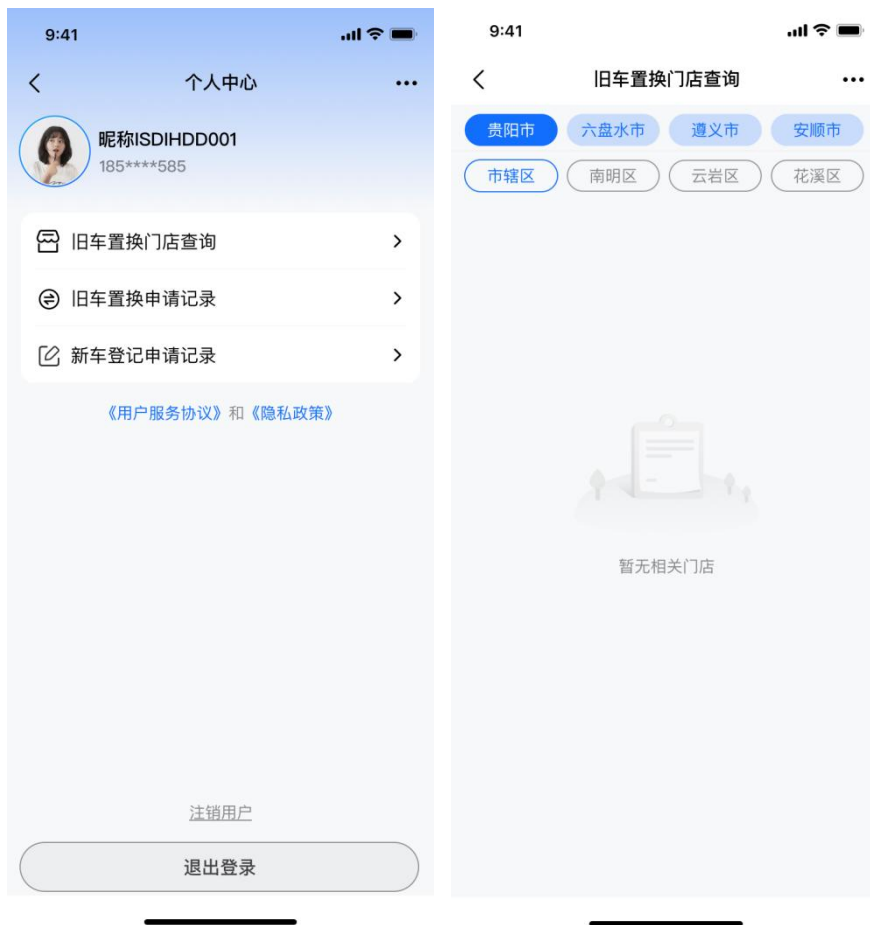 9:41
个人中心
昵称ISDIHDD001
185****585
旧车置换门店查询
旧车置换申请记录
新车登记申请记录
《用户服务协议》和《隐私政策》
注销用户
退出登录
9:41
旧车置换门店查询
贵阳市 六盘水市 遵义市 安顺市
市辖区 南明区 云岩区 花溪区
暂无相关门店